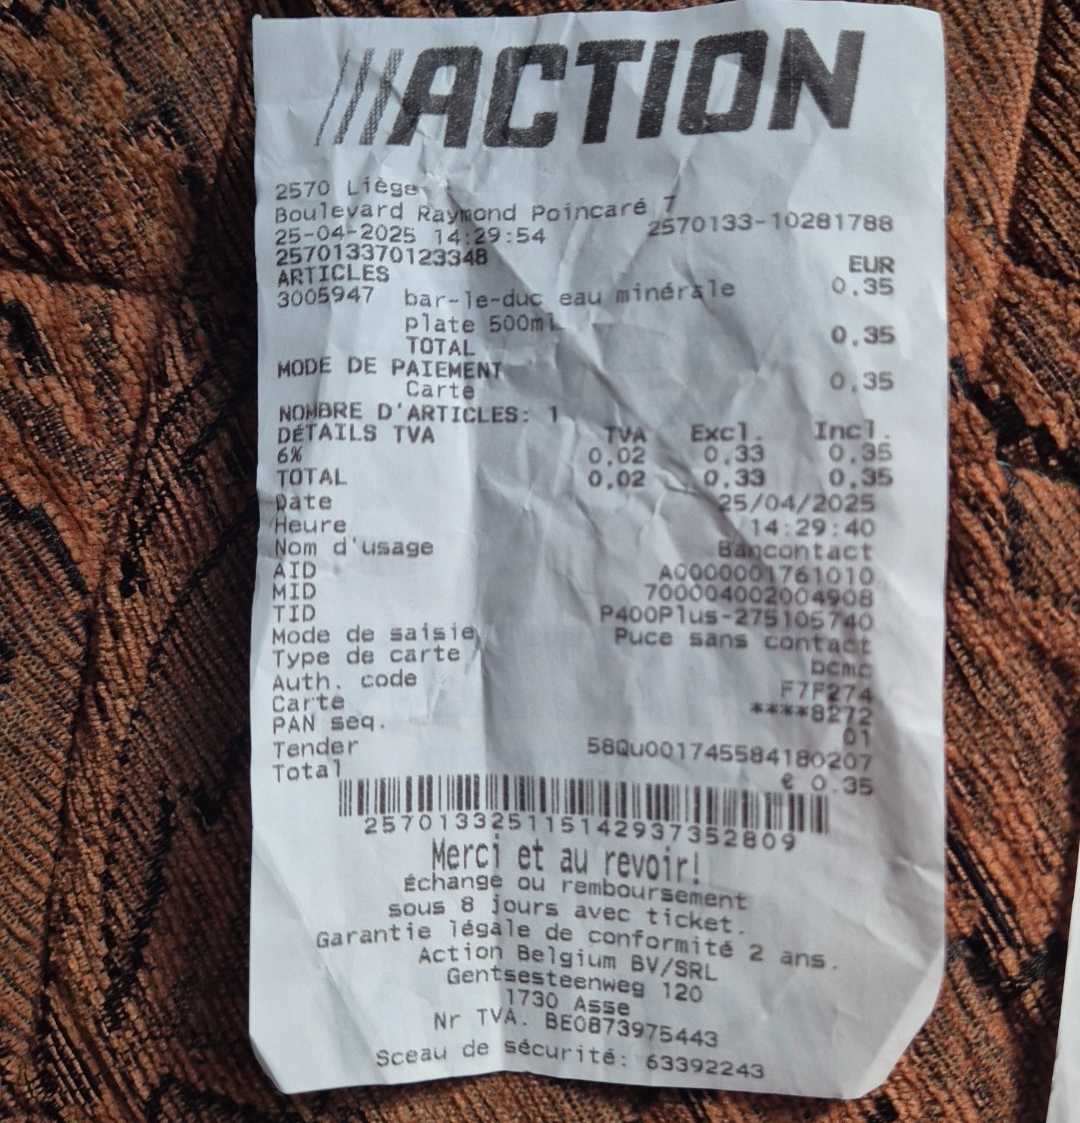 ACTION
2570 Liège
Boulevard Raymond Poincaré 7
25-04-2025 14:29:54 2570133-10281788
257013370123348
ARTICLES EUR
3005947 bar-le-duc eau minérale 0,35
plate 500ml
TOTAL 0,35
MODE DE PAIEMENT
Carte 0,35
NOMBRE D'ARTICLES: 1
DÉTAILS TVA TVA Excl. Incl.
6% 0,02 0,33 0,35
TOTAL 0,02 0,33 0,35
Date 25/04/2025
Heure 14:29:40
Nom d'usage Bancontact
AID A0000001761010
MID 700004002004908
TID P400Plus-275105740
Mode de saisie Puce sans contact
Type de carte bcmc
Auth. code F7F274
Carte ****8272
PAN seq. 01
Tender 58Qu001745584180207
Total € 0.35
257013325115142937352809
Merci et au revoir!
Échange ou remboursement
sous 8 jours avec ticket.
Garantie légale de conformité 2 ans.
Action Belgium BV/SRL
Gentsesteenweg 120
1730 Asse
Nr TVA. BE0873975443
Sceau de sécurité: 63392243